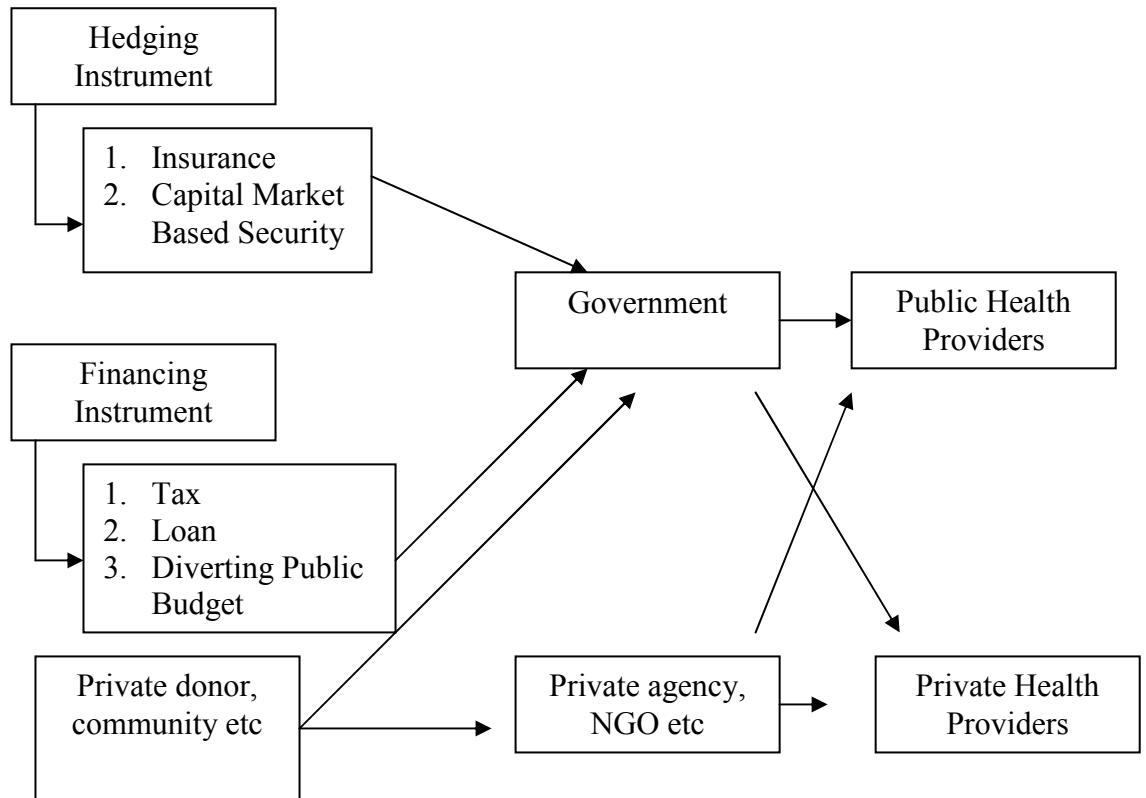 Hedging
Instrument
1. Insurance
2. Capital Market
Based Security
Government
Public Health
Providers
Financing
Instrument
1. Tax
2. Loan
3. Diverting Public
Budget
Private donor,
community etc
Private agency,
NGO etc
Private Health
Providers